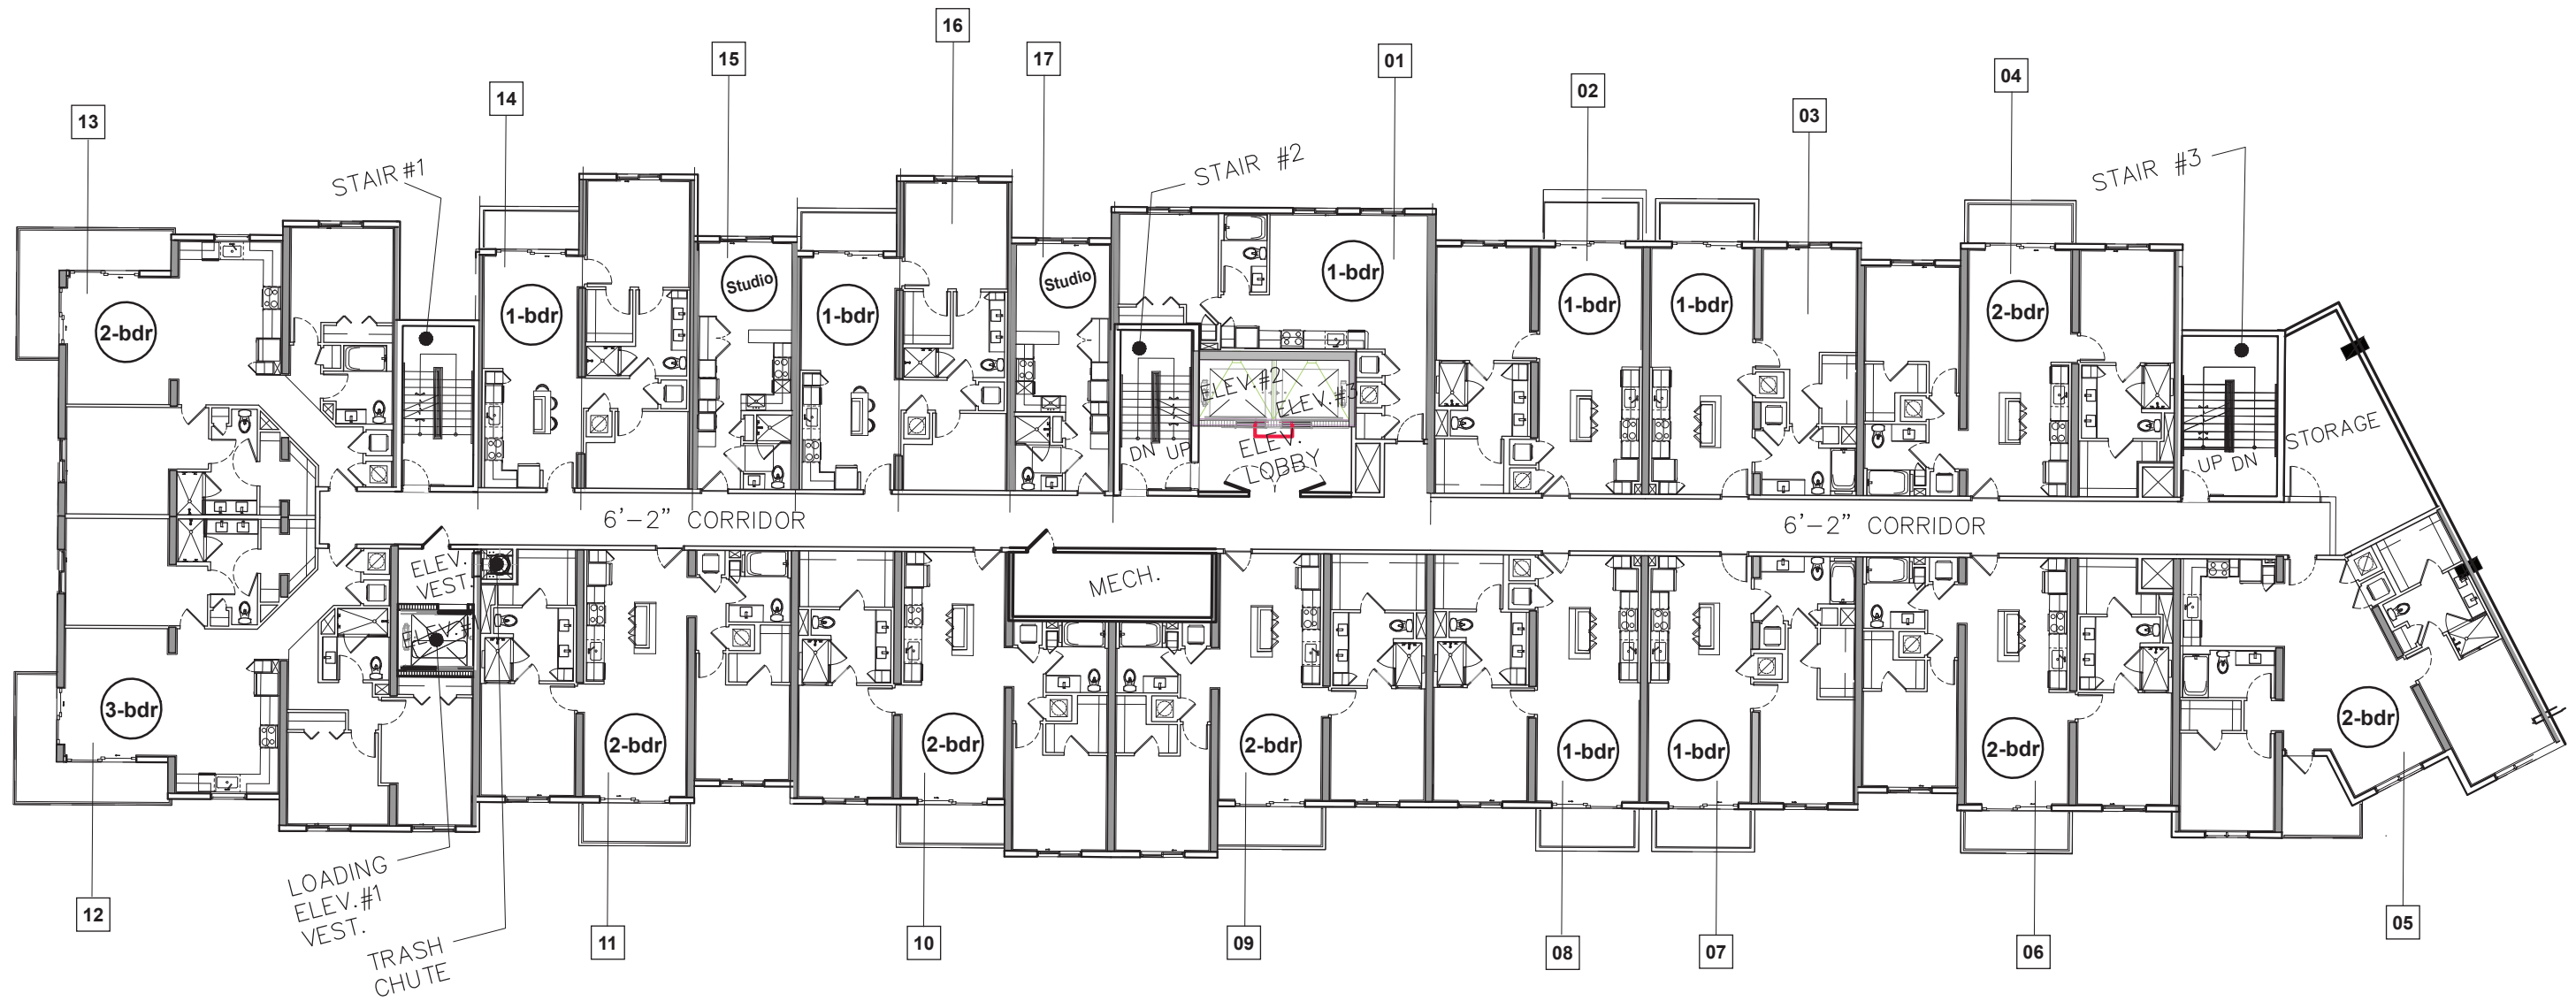 16
15
17
01
04
14
02
03
13
STAIR #1
STAIR #2
STAIR #3
2-bdr
1-bdr
Studio
1-bdr
Studio
1-bdr
1-bdr
1-bdr
2-bdr
ELEV.#2
ELEV.#3
DN UP
ELEV.
LOBBY
UP DN
STORAGE
6'-2" CORRIDOR
6'-2" CORRIDOR
ELEV.
VEST.
MECH.
3-bdr
2-bdr
2-bdr
2-bdr
1-bdr
1-bdr
2-bdr
2-bdr
LOADING
ELEV.#1
VEST.
TRASH
CHUTE
12
11
10
09
08
07
06
05